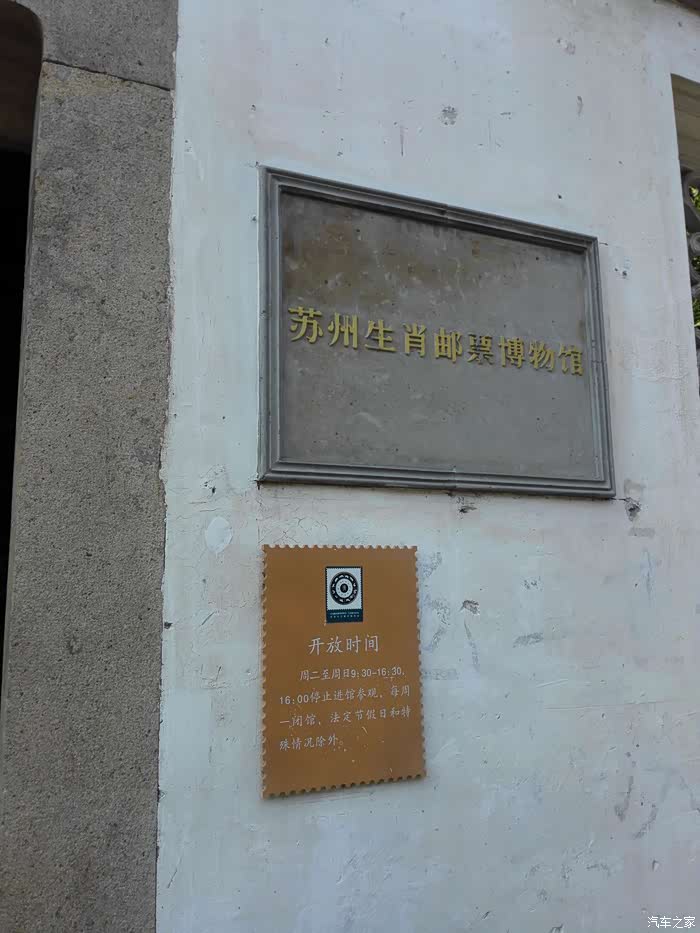 苏州生肖邮票博物馆
开放时间
周二至周日9:30-16:30,
16:00停止进馆参观、每周
一闭馆、法定节假日和特
殊情况除外。
汽车之家